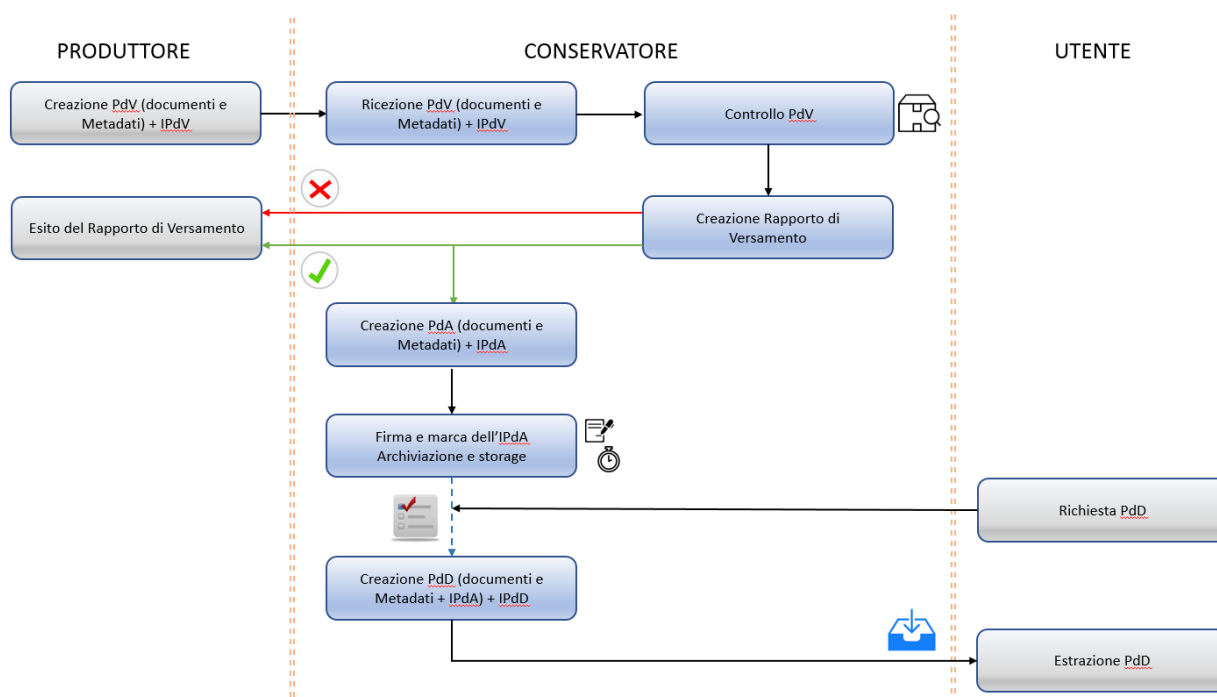 PRODUTTORE
CONSERVATORE
UTENTE
Creazione PdV (documenti e
Metadati) + IPdV
Ricezione PdV (documenti e
Metadati) + IPdV
Controllo PdV
Esito del Rapporto di Versamento
Creazione Rapporto di
Versamento
Creazione PdA (documenti e
Metadati) + IPdA
Firma e marca dell'IPdA
Archiviazione e storage
Richiesta PdD
Creazione PdD (documenti e
Metadati + IPdA) + IPdD
Estrazione PdD